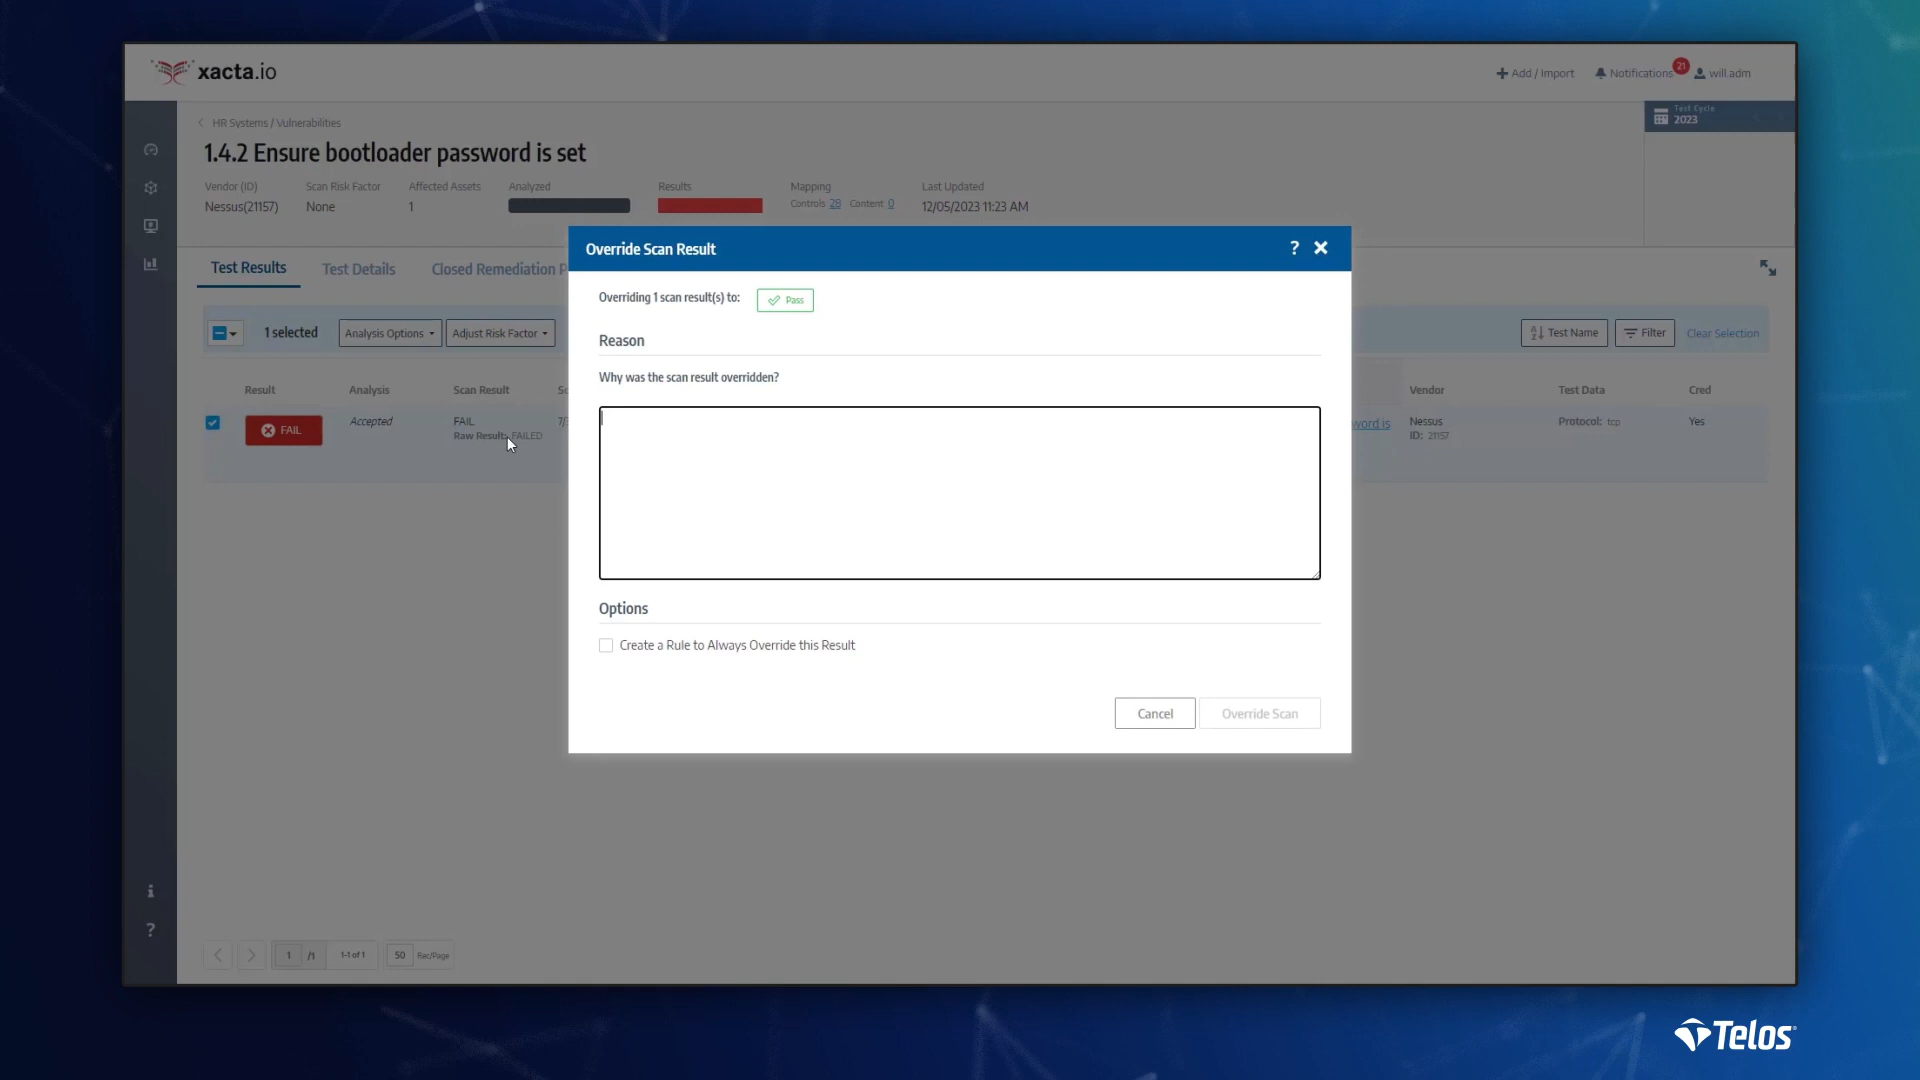 xacta.io
Add / Import
Notifications
21
will.adm
HR Systems / Vulnerabilities
Test Cycle
2023
1.4.2 Ensure bootloader password is set
Vendor (ID)
Scan Risk Factor
Affected Assets
Analyzed
Results
Mapping
Last Updated
Nessus(21157)
None
1
Controls 28 Content 0
12/05/2023 11:23 AM
Override Scan Result
?
Test Results
Test Details
Closed Remediation P
Overriding 1 scan result(s) to:
Pass
1 selected
Analysis Options
Adjust Risk Factor
Test Name
Filter
Clear Selection
Reason
Why was the scan result overridden?
Result
Analysis
Scan Result
Sc
Vendor
Test Data
Cred
FAIL
Accepted
FAIL
Raw Result: FAILED
7/
word is
Nessus
ID: 21157
Protocol: tcp
Yes
Options
Create a Rule to Always Override this Result
Cancel
Override Scan
?
1 /1
1-1 of 1
50 Rec/Page
Telos